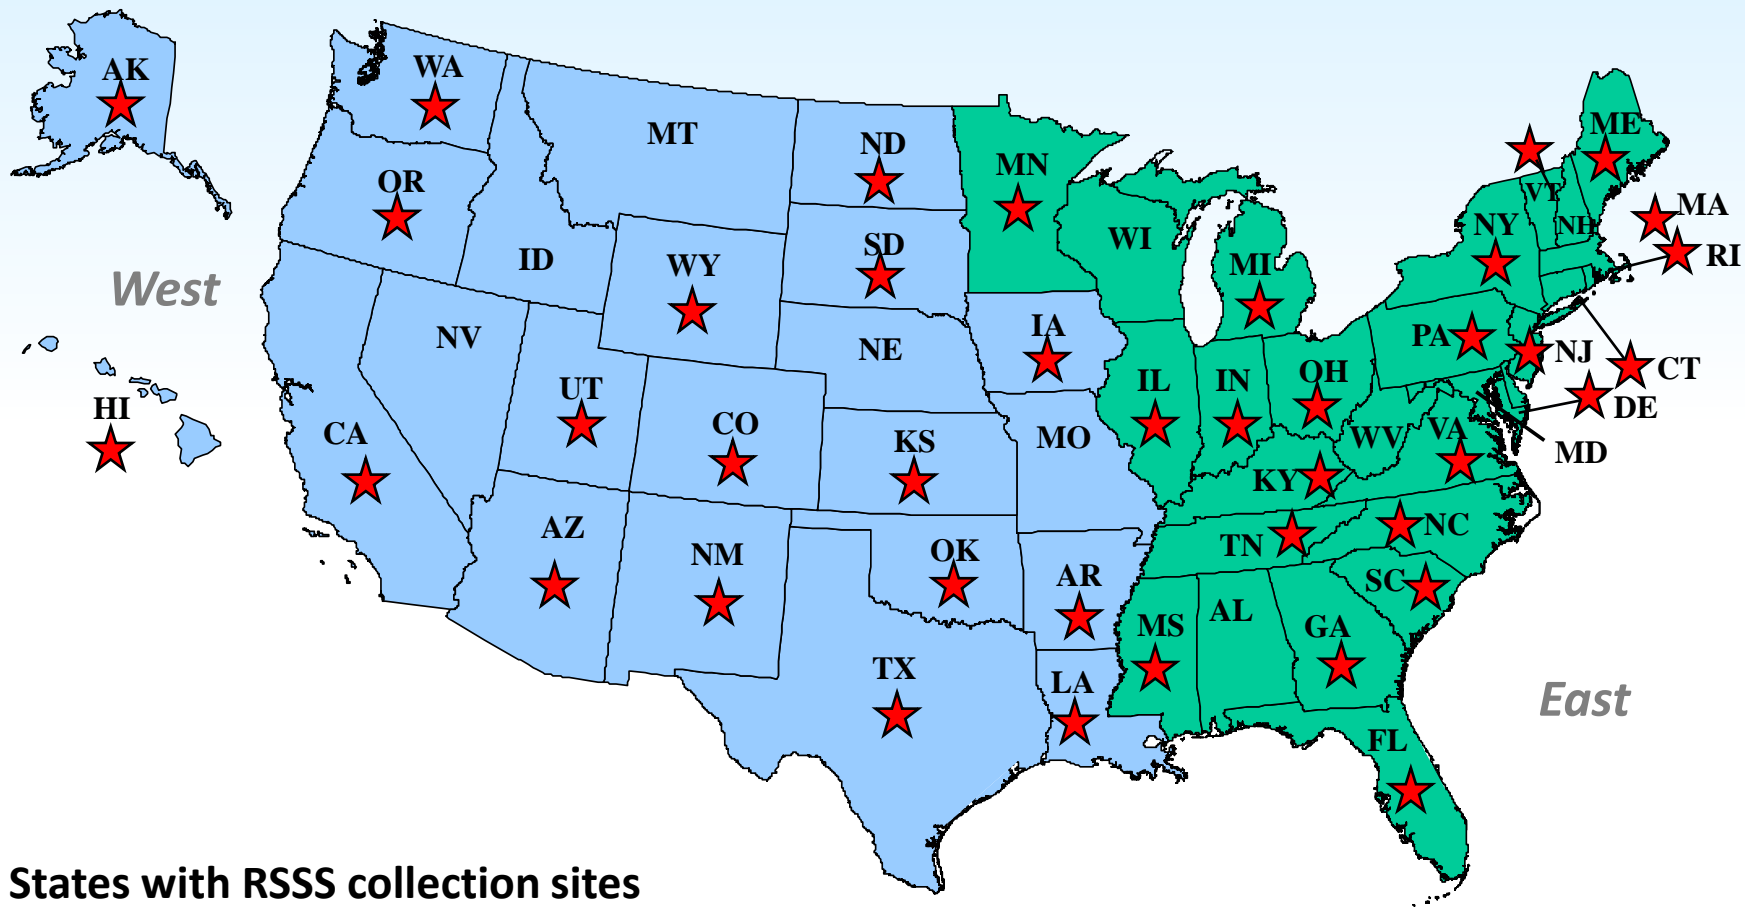 AK
WA
MT
ND
MN
ME
OR
VT
MA
NH
NY
WI
SD
RI
ID
WY
MI
West
IA
NV
NE
PA
NJ
CT
UT
IL
IN
OH
DE
HI
CO
CA
KS
MO
WV
VA
MD
KY
AZ
NC
TN
NM
OK
AR
SC
AL
MS
GA
TX
LA
East
FL
States with RSSS collection sites